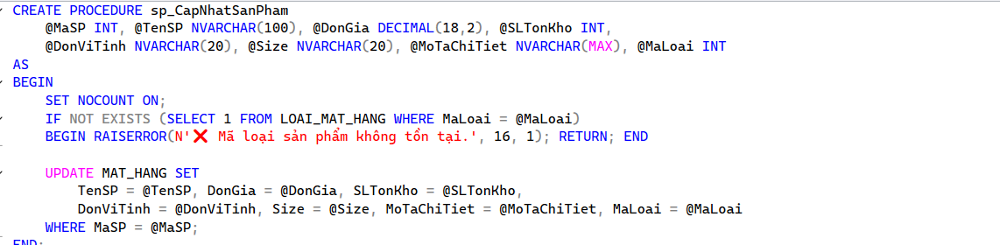 CREATE PROCEDURE sp_CapNhatSanPham
    @MaSP INT, @TenSP NVARCHAR(100), @DonGia DECIMAL(18,2), @SLTonKho INT,
    @DonViTinh NVARCHAR(20), @Size NVARCHAR(20), @MoTaChiTiet NVARCHAR(MAX), @MaLoai INT
AS
BEGIN
    SET NOCOUNT ON;
    IF NOT EXISTS (SELECT 1 FROM LOAI_MAT_HANG WHERE MaLoai = @MaLoai)
    BEGIN RAISERROR(N'❌ Mã loại sản phẩm không tồn tại.', 16, 1); RETURN; END

    UPDATE MAT_HANG SET
        TenSP = @TenSP, DonGia = @DonGia, SLTonKho = @SLTonKho,
        DonViTinh = @DonViTinh, Size = @Size, MoTaChiTiet = @MoTaChiTiet, MaLoai = @MaLoai
    WHERE MaSP = @MaSP;
END;